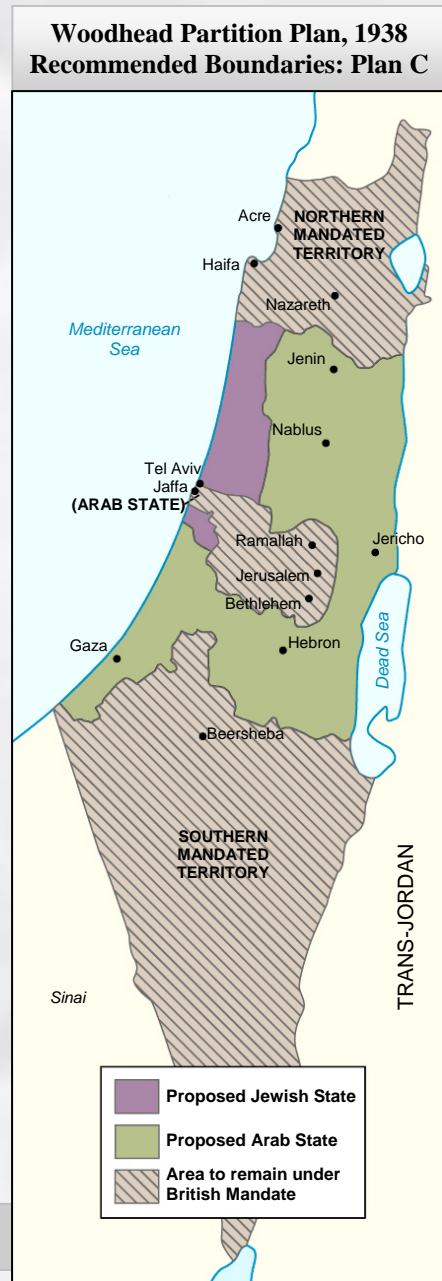 Woodhead Partition Plan, 1938
Recommended Boundaries: Plan C
Acre
NORTHERN
MANDATED
TERRITORY
Haifa
Nazareth
Mediterranean
Sea
Jenin
Nablus
Tel Aviv
Jaffa
(ARAB STATE)
Ramallah
Jericho
Jerusalem
Bethlehem
Gaza
Hebron
Dead Sea
Beersheba
SOUTHERN
MANDATED
TERRITORY
TRANS-JORDAN
Sinai
Proposed Jewish State
Proposed Arab State
Area to remain under
British Mandate